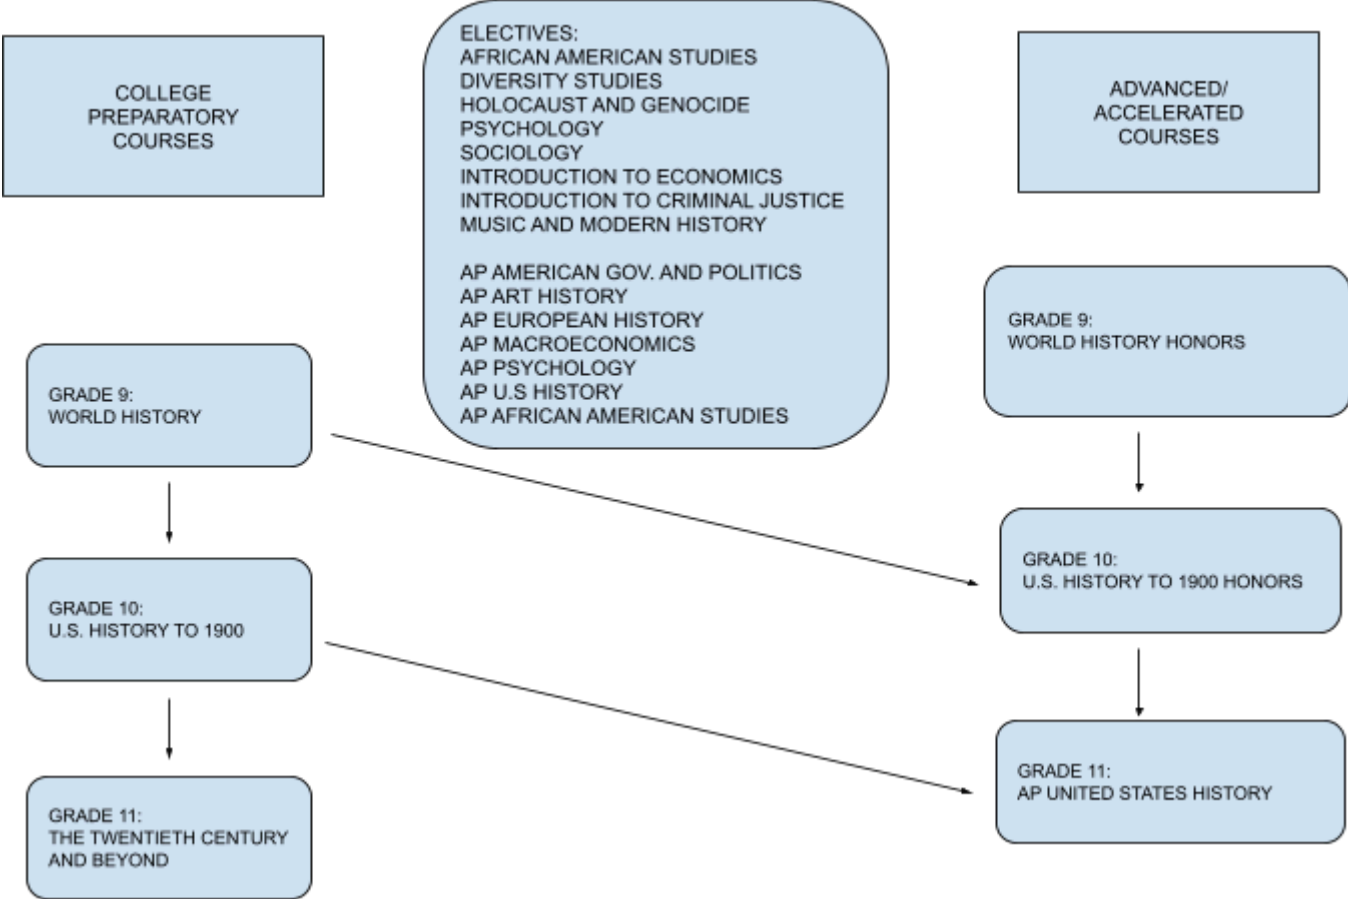 COLLEGE
PREPARATORY
COURSES
ELECTIVES:
AFRICAN AMERICAN STUDIES
DIVERSITY STUDIES
HOLOCAUST AND GENOCIDE
PSYCHOLOGY
SOCIOLOGY
INTRODUCTION TO ECONOMICS
INTRODUCTION TO CRIMINAL JUSTICE
MUSIC AND MODERN HISTORY
AP AMERICAN GOV. AND POLITICS
AP ART HISTORY
AP EUROPEAN HISTORY
AP MACROECONOMICS
AP PSYCHOLOGY
AP U.S HISTORY
AP AFRICAN AMERICAN STUDIES
ADVANCED/
ACCELERATED
COURSES
GRADE 9:
WORLD HISTORY
GRADE 10:
U.S. HISTORY TO 1900
GRADE 11:
THE TWENTIETH CENTURY
AND BEYOND
GRADE 9:
WORLD HISTORY HONORS
GRADE 10:
U.S. HISTORY TO 1900 HONORS
GRADE 11:
AP UNITED STATES HISTORY